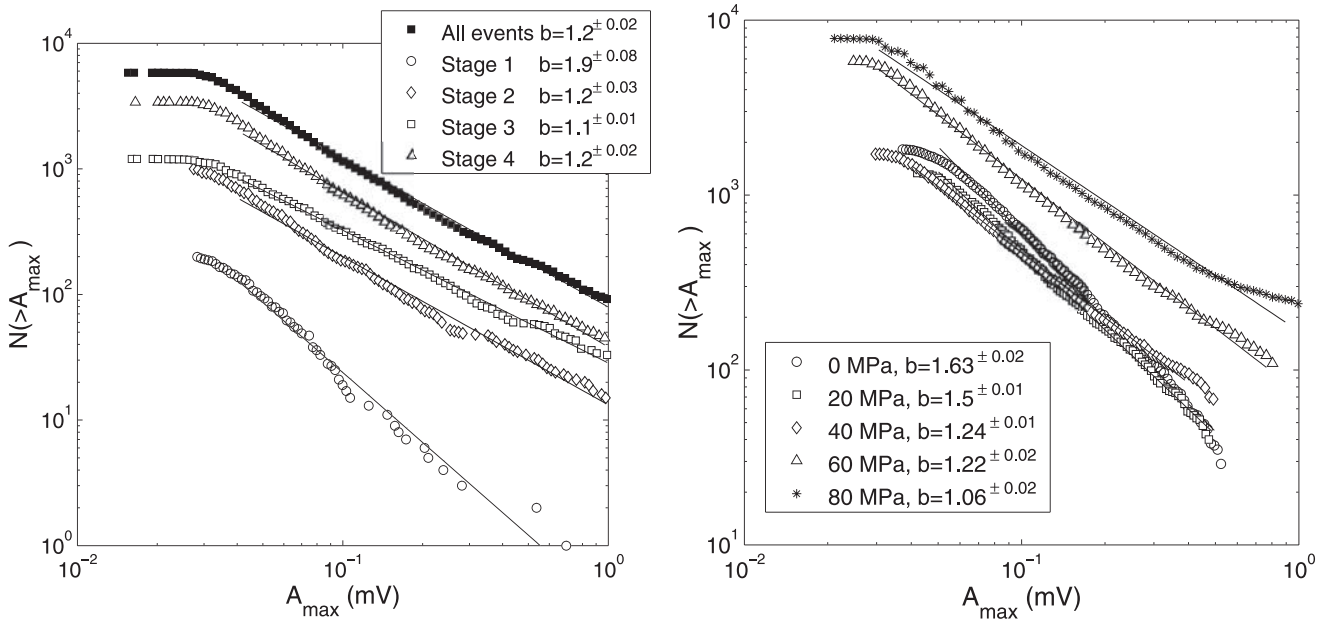 All events b=1.2± 0.02
Stage 1 b=1.9± 0.08
Stage 2 b=1.2± 0.03
Stage 3 b=1.1± 0.01
Stage 4 b=1.2± 0.02
10^4
10^3
10^2
10^1
10^0
N(>A_max)
10^-2
10^-1
10^0
A_max (mV)
10^4
10^3
10^2
10^1
N(>A_max)
0 MPa, b=1.63± 0.02
20 MPa, b=1.5± 0.01
40 MPa, b=1.24± 0.01
60 MPa, b=1.22± 0.02
80 MPa, b=1.06± 0.02
10^-2
10^-1
10^0
A_max (mV)